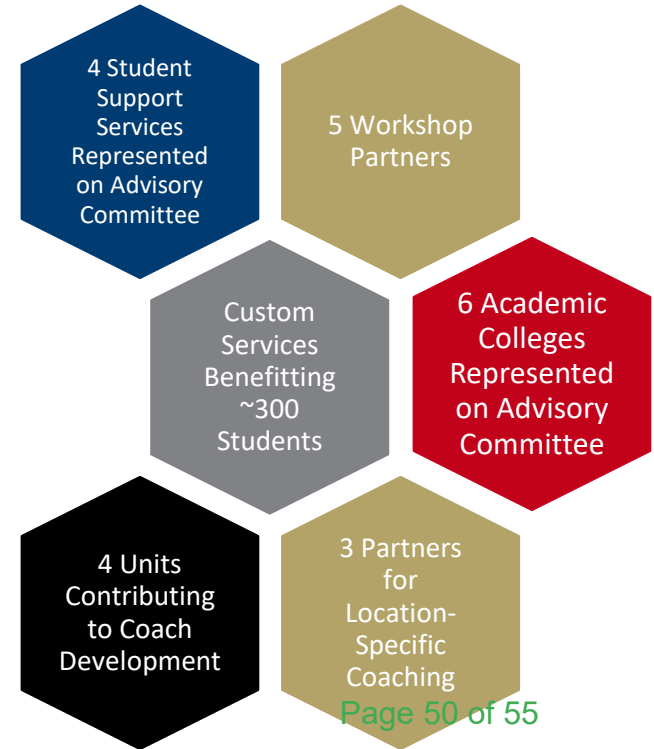 4 Student
Support
Services
Represented
on Advisory
Committee
5 Workshop
Partners
Custom
Services
Benefitting
~300
Students
6 Academic
Colleges
Represented
on Advisory
Committee
4 Units
Contributing
to Coach
Development
3 Partners
for
Location-
Specific
Coaching
Page 50 of 55